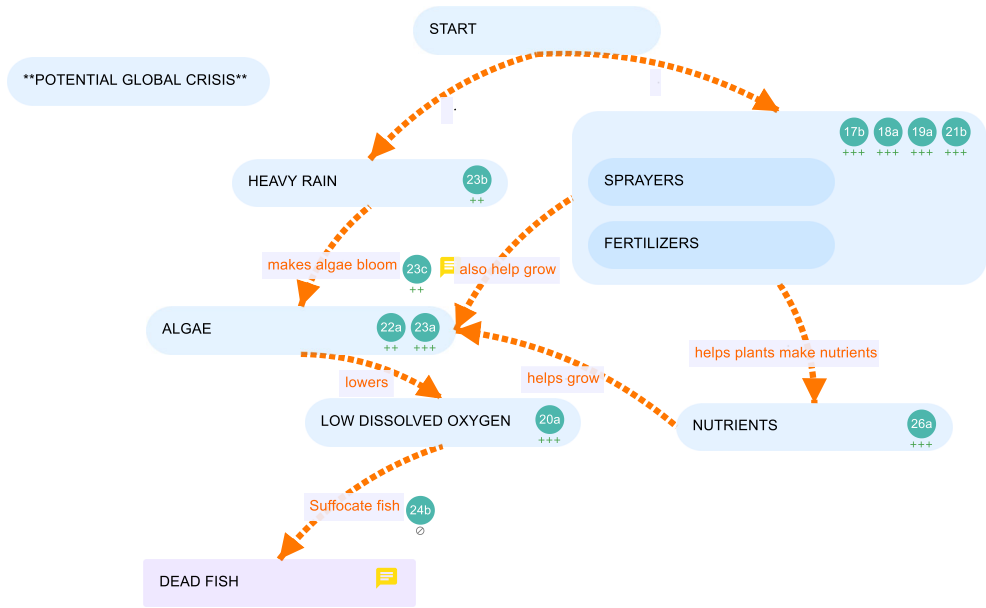 START
**POTENTIAL GLOBAL CRISIS**
.
.
17b 18a 19a 21b
+++ +++ +++ +++
HEAVY RAIN 23b
++
SPRAYERS
FERTILIZERS
makes algae bloom 23c
++
also help grow
ALGAE 22a 23a
++ +++
helps plants make nutrients
lowers
helps grow
LOW DISSOLVED OXYGEN 20a
+++
NUTRIENTS 26a
+++
Suffocate fish 24b
⊘
DEAD FISH